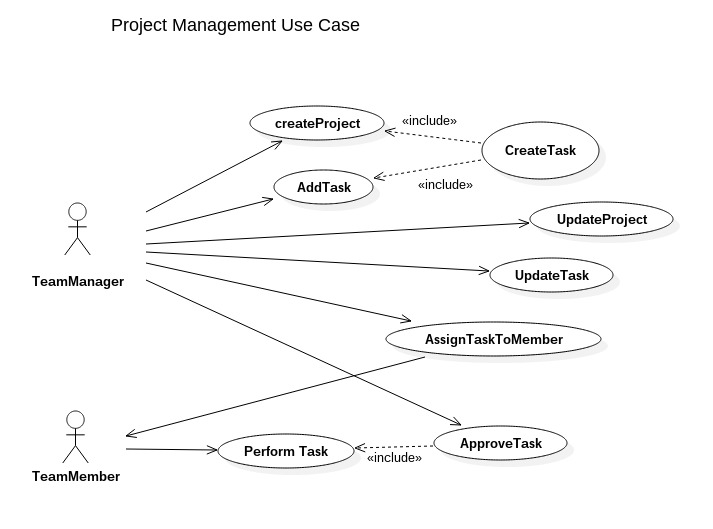 Project Management Use Case
createProject
«include»
CreateTask
AddTask
«include»
UpdateProject
TeamManager
UpdateTask
AssignTaskToMember
ApproveTask
Perform Task
«include»
TeamMember